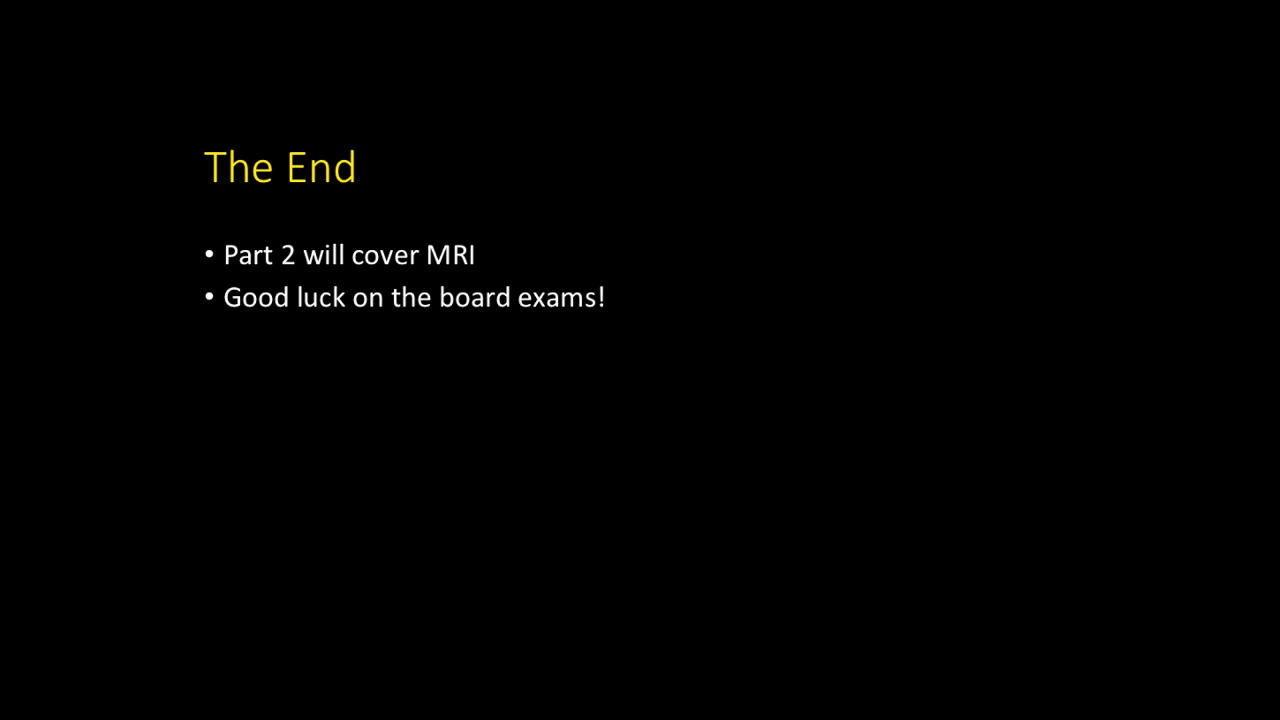 The End
• Part 2 will cover MRI
• Good luck on the board exams!